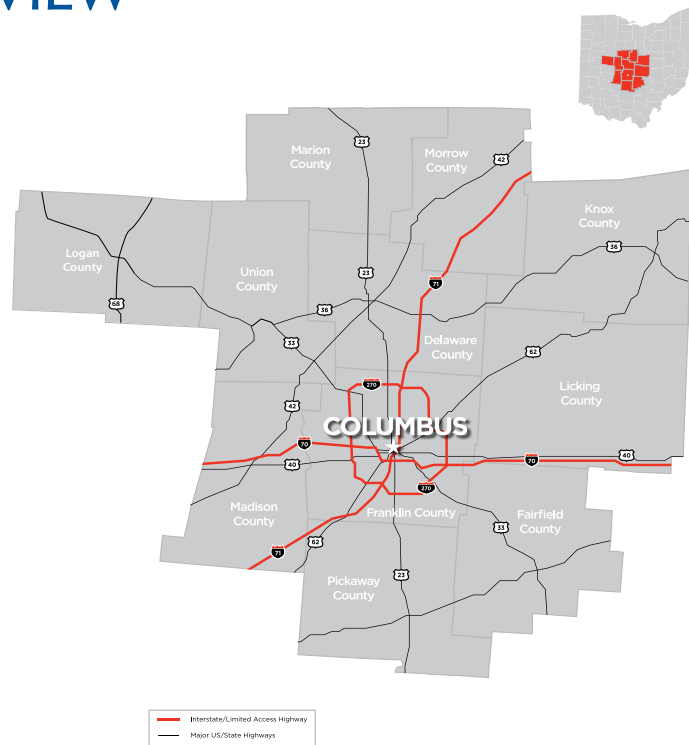 VIEW
23
Marion
County
Morrow
County
42
Knox
County
36
Logan
County
Union
County
23
71
68
36
33
Delaware
County
62
270
Licking
County
42
COLUMBUS
70
40
40
70
270
Madison
County
Franklin County
Fairfield
County
33
62
71
23
Pickaway
County
Interstate/Limited Access Highway
Major US/State Highways